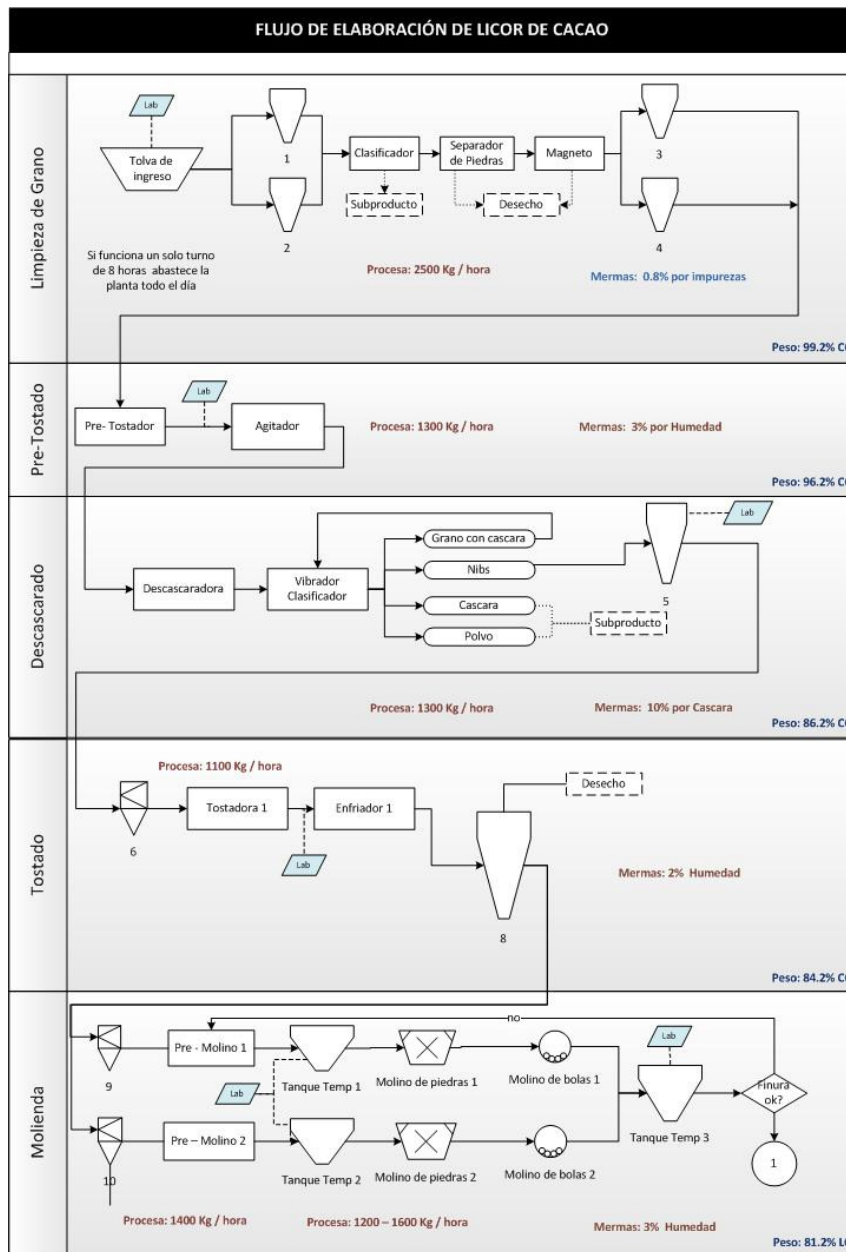 FLUJO DE ELABORACIÓN DE LICOR DE CACAO
Limpieza de Grano
Lab
Tolva de
ingreso
1
2
Clasificador
Separador
de Piedras
Magneto
Subproducto
Desecho
3
4
Si funciona un solo turno
de 8 horas abastece la
planta todo el día
Procesa: 2500 Kg / hora
Mermas: 0.8% por impurezas
Peso: 99.2% C
Pre-Tostado
Lab
Pre- Tostador
Agitador
Procesa: 1300 Kg / hora
Mermas: 3% por Humedad
Peso: 96.2% C
Descascarado
Lab
Grano con cascara
Nibs
Descascaradora
Vibrador
Clasificador
Cascara
Polvo
5
Subproducto
Procesa: 1300 Kg / hora
Mermas: 10% por Cascara
Peso: 86.2% C
Tostado
Procesa: 1100 Kg / hora
Desecho
Tostadora 1
Enfriador 1
6
Lab
Mermas: 2% Humedad
8
Peso: 84.2% C
Molienda
no
Lab
Pre - Molino 1
9
Tanque Temp 1
Molino de piedras 1
Molino de bolas 1
Finura
ok?
Lab
Pre – Molino 2
Tanque Temp 3
10
Tanque Temp 2
Molino de piedras 2
Molino de bolas 2
1
Procesa: 1400 Kg / hora
Procesa: 1200 – 1600 Kg / hora
Mermas: 3% Humedad
Peso: 81.2% L